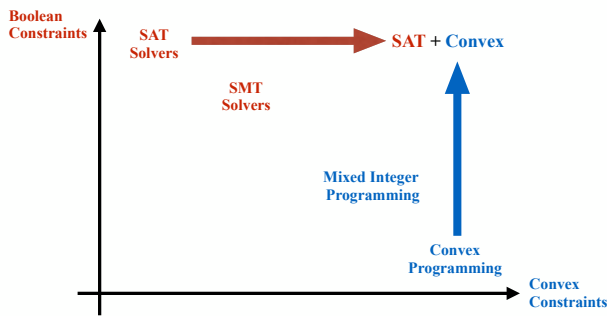 Boolean
Constraints
SAT
Solvers
SAT + Convex
SMT
Solvers
Mixed Integer
Programming
Convex
Programming
Convex
Constraints